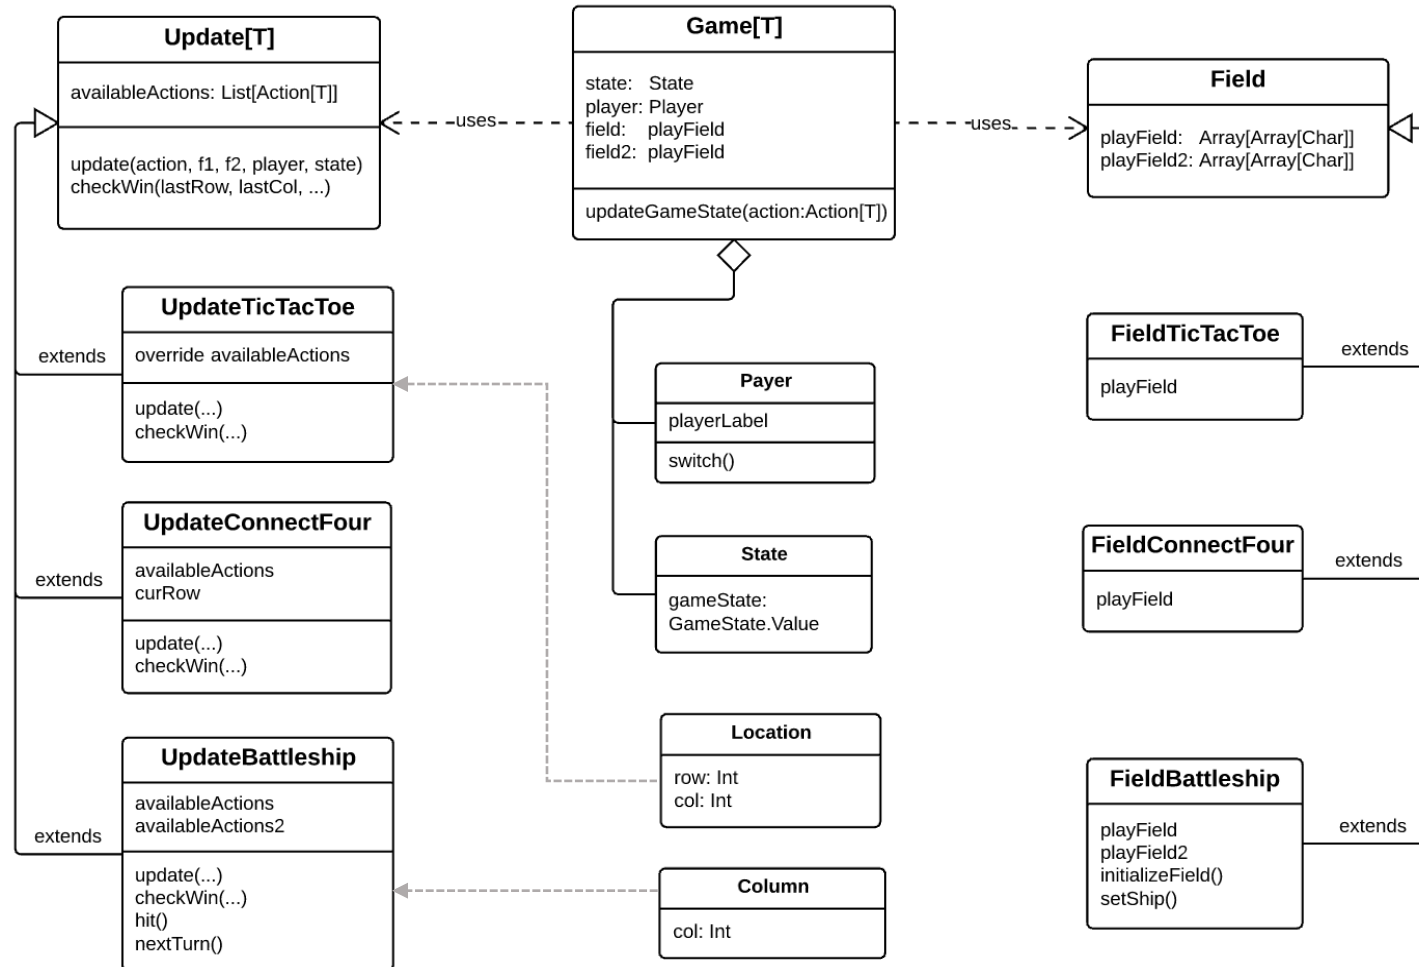 Update[T]
availableActions: List[Action[T]]
update(action, f1, f2, player, state)
checkWin(lastRow, lastCol, ...)
uses
Game[T]
state: State
player: Player
field: playField
field2: playField
updateGameState(action:Action[T])
uses
Field
playField: Array[Array[Char]]
playField2: Array[Array[Char]]
extends
UpdateTicTacToe
override availableActions
update(...)
checkWin(...)
extends
UpdateConnectFour
availableActions
curRow
update(...)
checkWin(...)
extends
UpdateBattleship
availableActions
availableActions2
update(...)
checkWin(...)
hit()
nextTurn()
Payer
playerLabel
switch()
State
gameState:
GameState.Value
Location
row: Int
col: Int
Column
col: Int
FieldTicTacToe
playField
extends
FieldConnectFour
playField
extends
FieldBattleship
playField
playField2
initializeField()
setShip()
extends